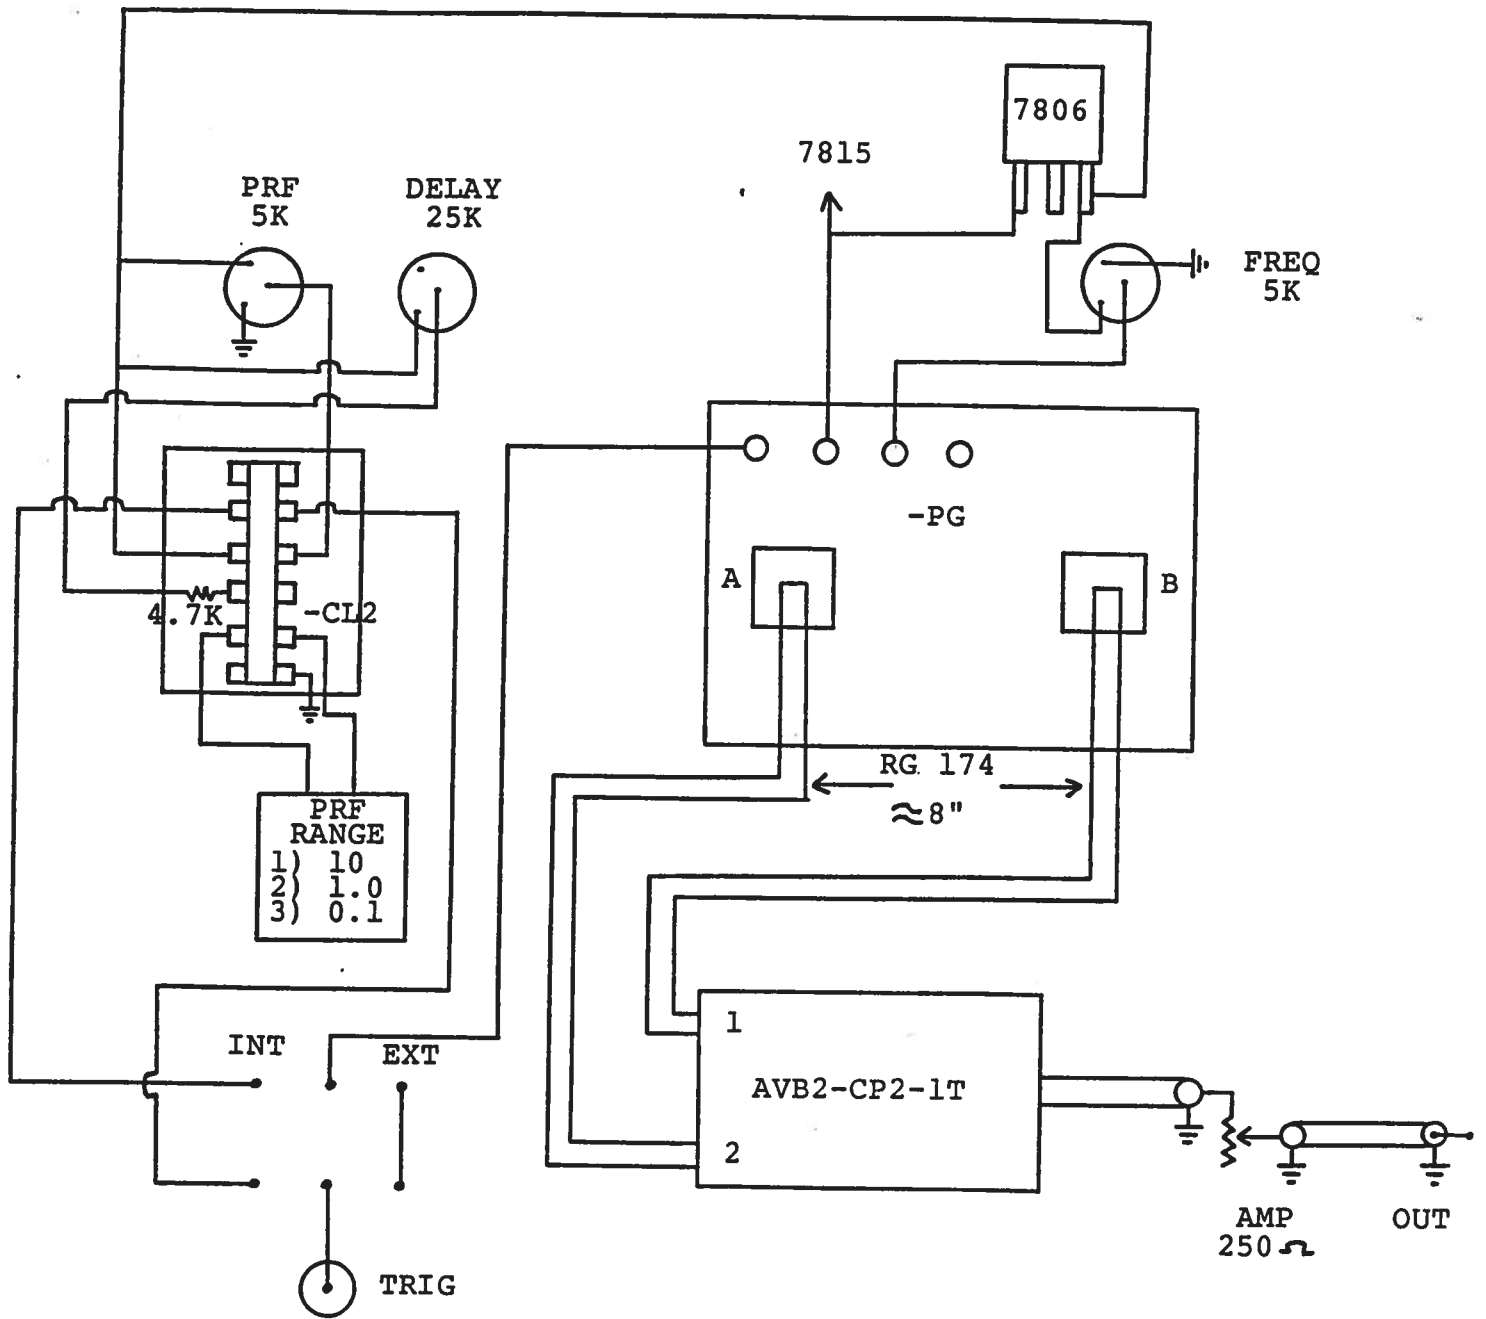 7806
7815
PRF
5K
DELAY
25K
FREQ
5K
-PG
A
B
4.7K
-CL2
RG 174
≈8"
PRF
RANGE
1) 10
2) 1.0
3) 0.1
INT
EXT
1
AVB2-CP2-1T
2
AMP
250Ω
OUT
TRIG